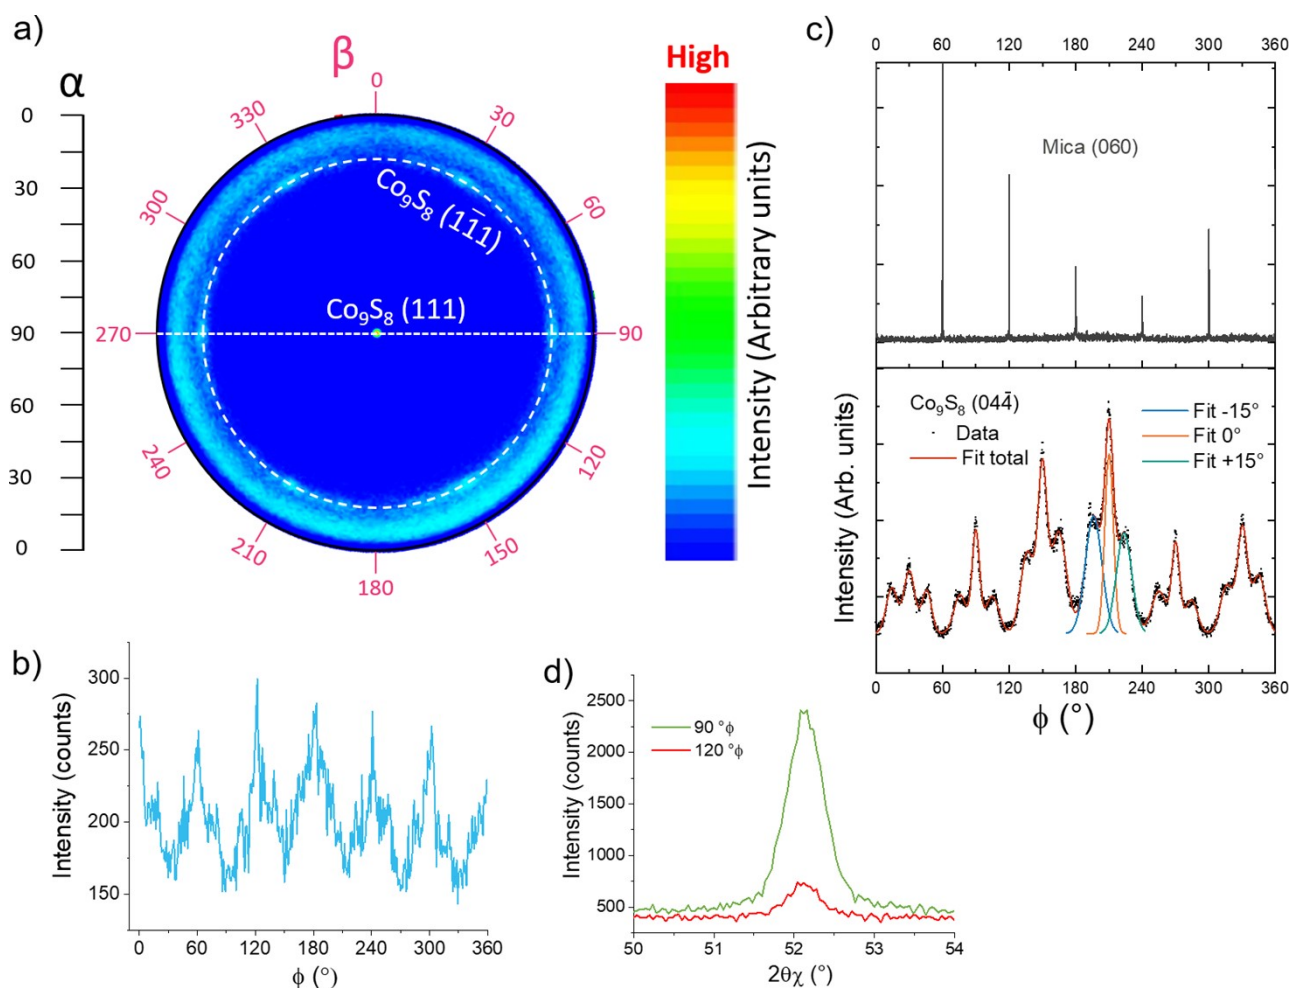 a)
β
α
0
30
60
90
60
30
0
0
30
60
90
120
150
180
210
240
270
300
330
Co₉S₈ (11̅1)
Co₉S₈ (111)
High
Intensity (Arbitrary units)
b)
Intensity (counts)
300
250
200
150
0 60 120 180 240 300 360
ϕ (°)
c)
0 60 120 180 240 300 360
Mica (060)
Co₉S₈ (044̅)
Data
Fit total
Fit -15°
Fit 0°
Fit +15°
Intensity (Arb. units)
0 60 120 180 240 300 360
ϕ (°)
d)
90 °ϕ
120 °ϕ
Intensity (counts)
2500
2000
1500
1000
500
50 51 52 53 54
2θχ (°)